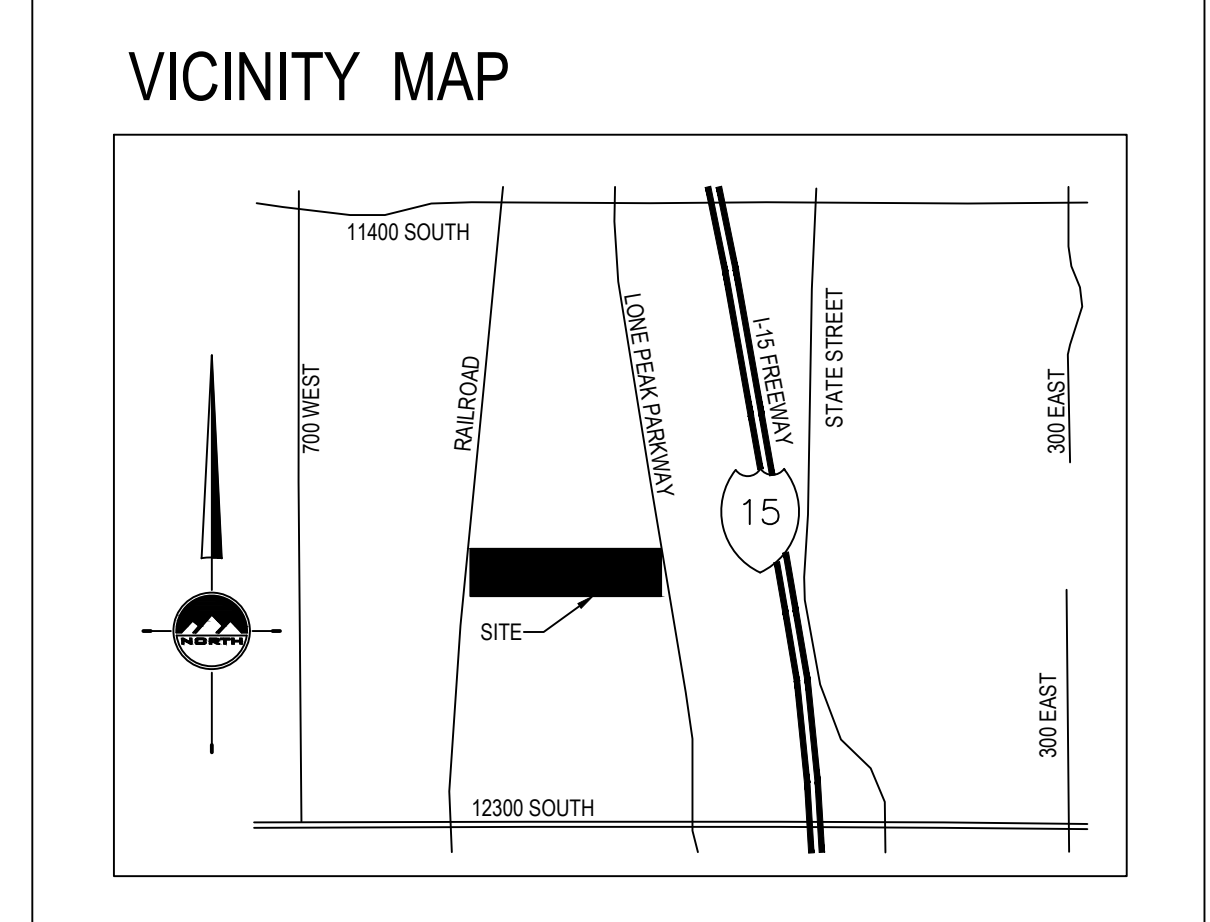 VICINITY MAP
11400 SOUTH
LONE PEAK PARKWAY
I-15 FREEWAY
STATE STREET
700 WEST
RAILROAD
300 EAST
15
NORTH
SITE
300 EAST
12300 SOUTH